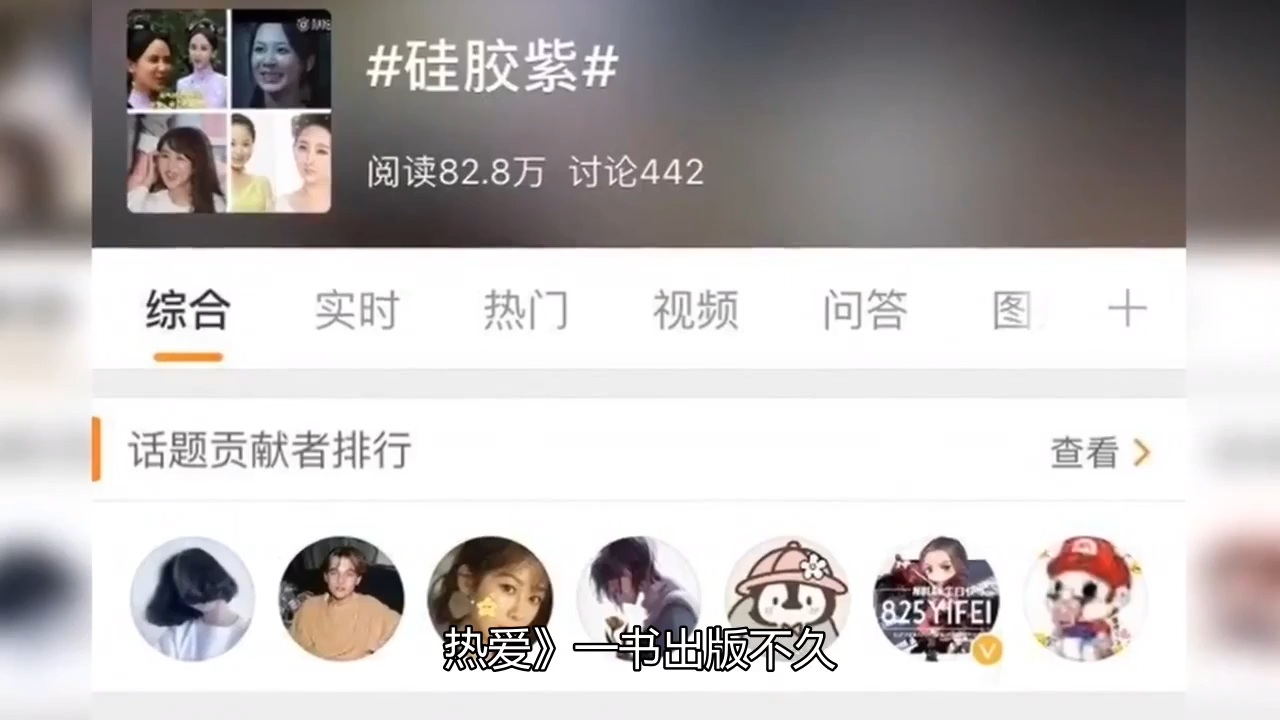 #硅胶紫#
阅读82.8万 讨论442
综合 实时 热门 视频 问答 图
话题贡献者排行
查看
825YIFEI
热爱》一书出版不久